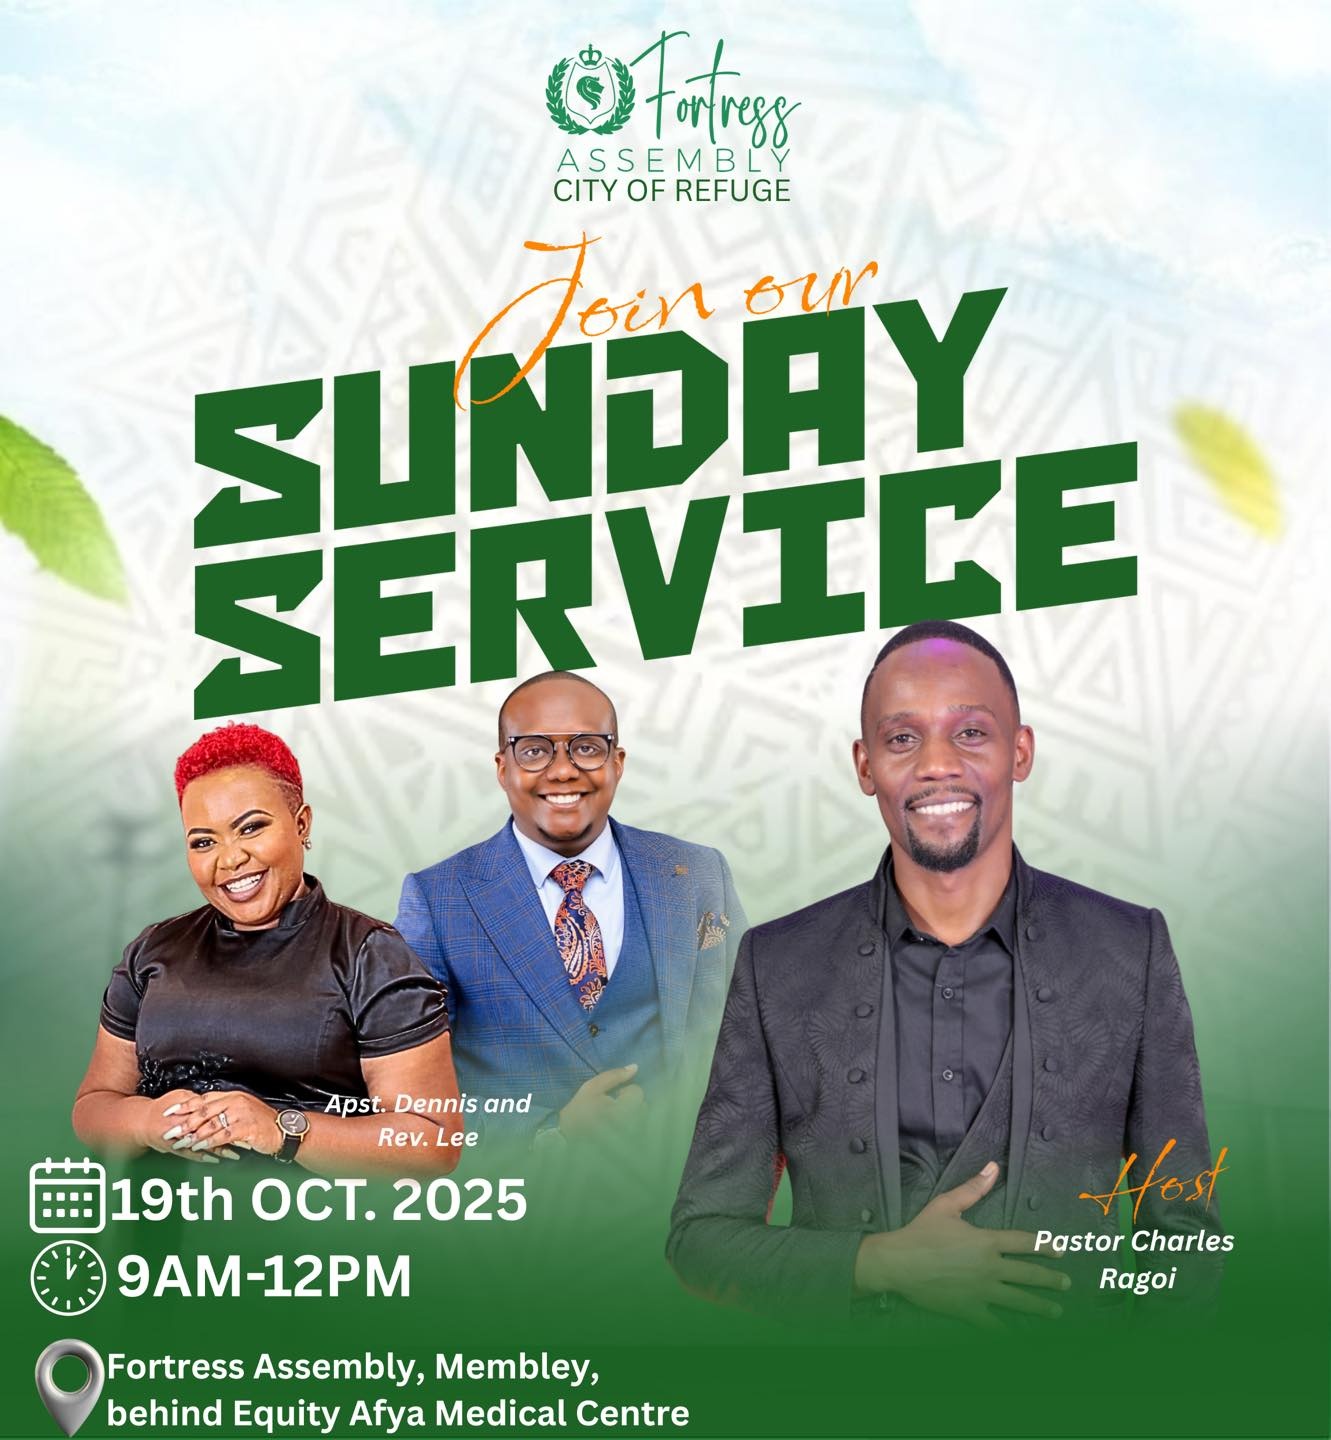 Fortress
ASSEMBLY
CITY OF REFUGE
Join our
SUNDAY
SERVICE
Apst. Dennis and
Rev. Lee
19th OCT. 2025
9AM-12PM
Host
Pastor Charles
Ragoi
Fortress Assembly, Membley,
behind Equity Afya Medical Centre